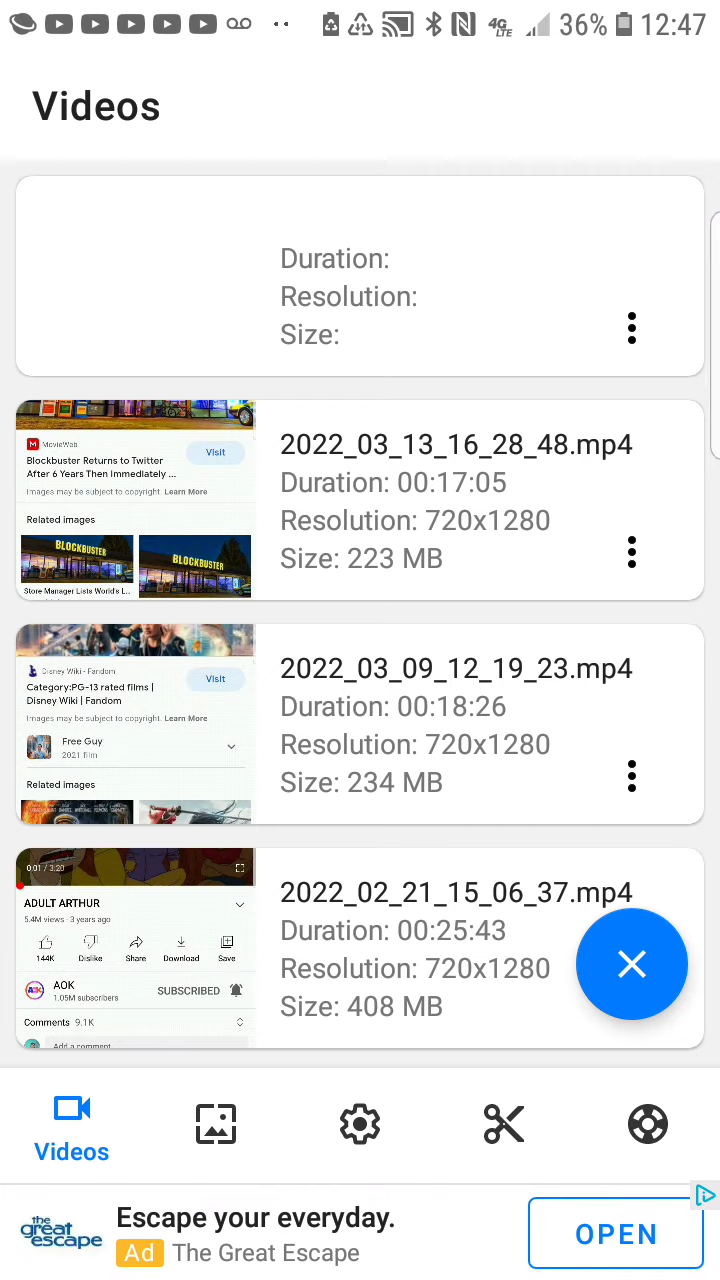 4G LTE 36% 12:47
Videos
Duration:
Resolution:
Size:
MovieWeb
Blockbuster Returns to Twitter
After 6 Years Then Immediately ...
Visit
Images may be subject to copyright. Learn More
Related images
BLOCKBUSTER
BLOCKBUSTER
Store Manager Lists World's L...
2022_03_13_16_28_48.mp4
Duration: 00:17:05
Resolution: 720x1280
Size: 223 MB
Disney Wiki - Fandom
Category:PG-13 rated films |
Disney Wiki | Fandom
Visit
Images may be subject to copyright. Learn More
Free Guy
2021 film
Related images
2022_03_09_12_19_23.mp4
Duration: 00:18:26
Resolution: 720x1280
Size: 234 MB
0:01 / 3:20
ADULT ARTHUR
5.4M views · 3 years ago
144K Dislike Share Download Save
AOK
AOK
1.05M subscribers
SUBSCRIBED
Comments 9.1K
Add a comment
2022_02_21_15_06_37.mp4
Duration: 00:25:43
Resolution: 720x1280
Size: 408 MB
Videos
the great escape
Escape your everyday.
Ad The Great Escape
OPEN